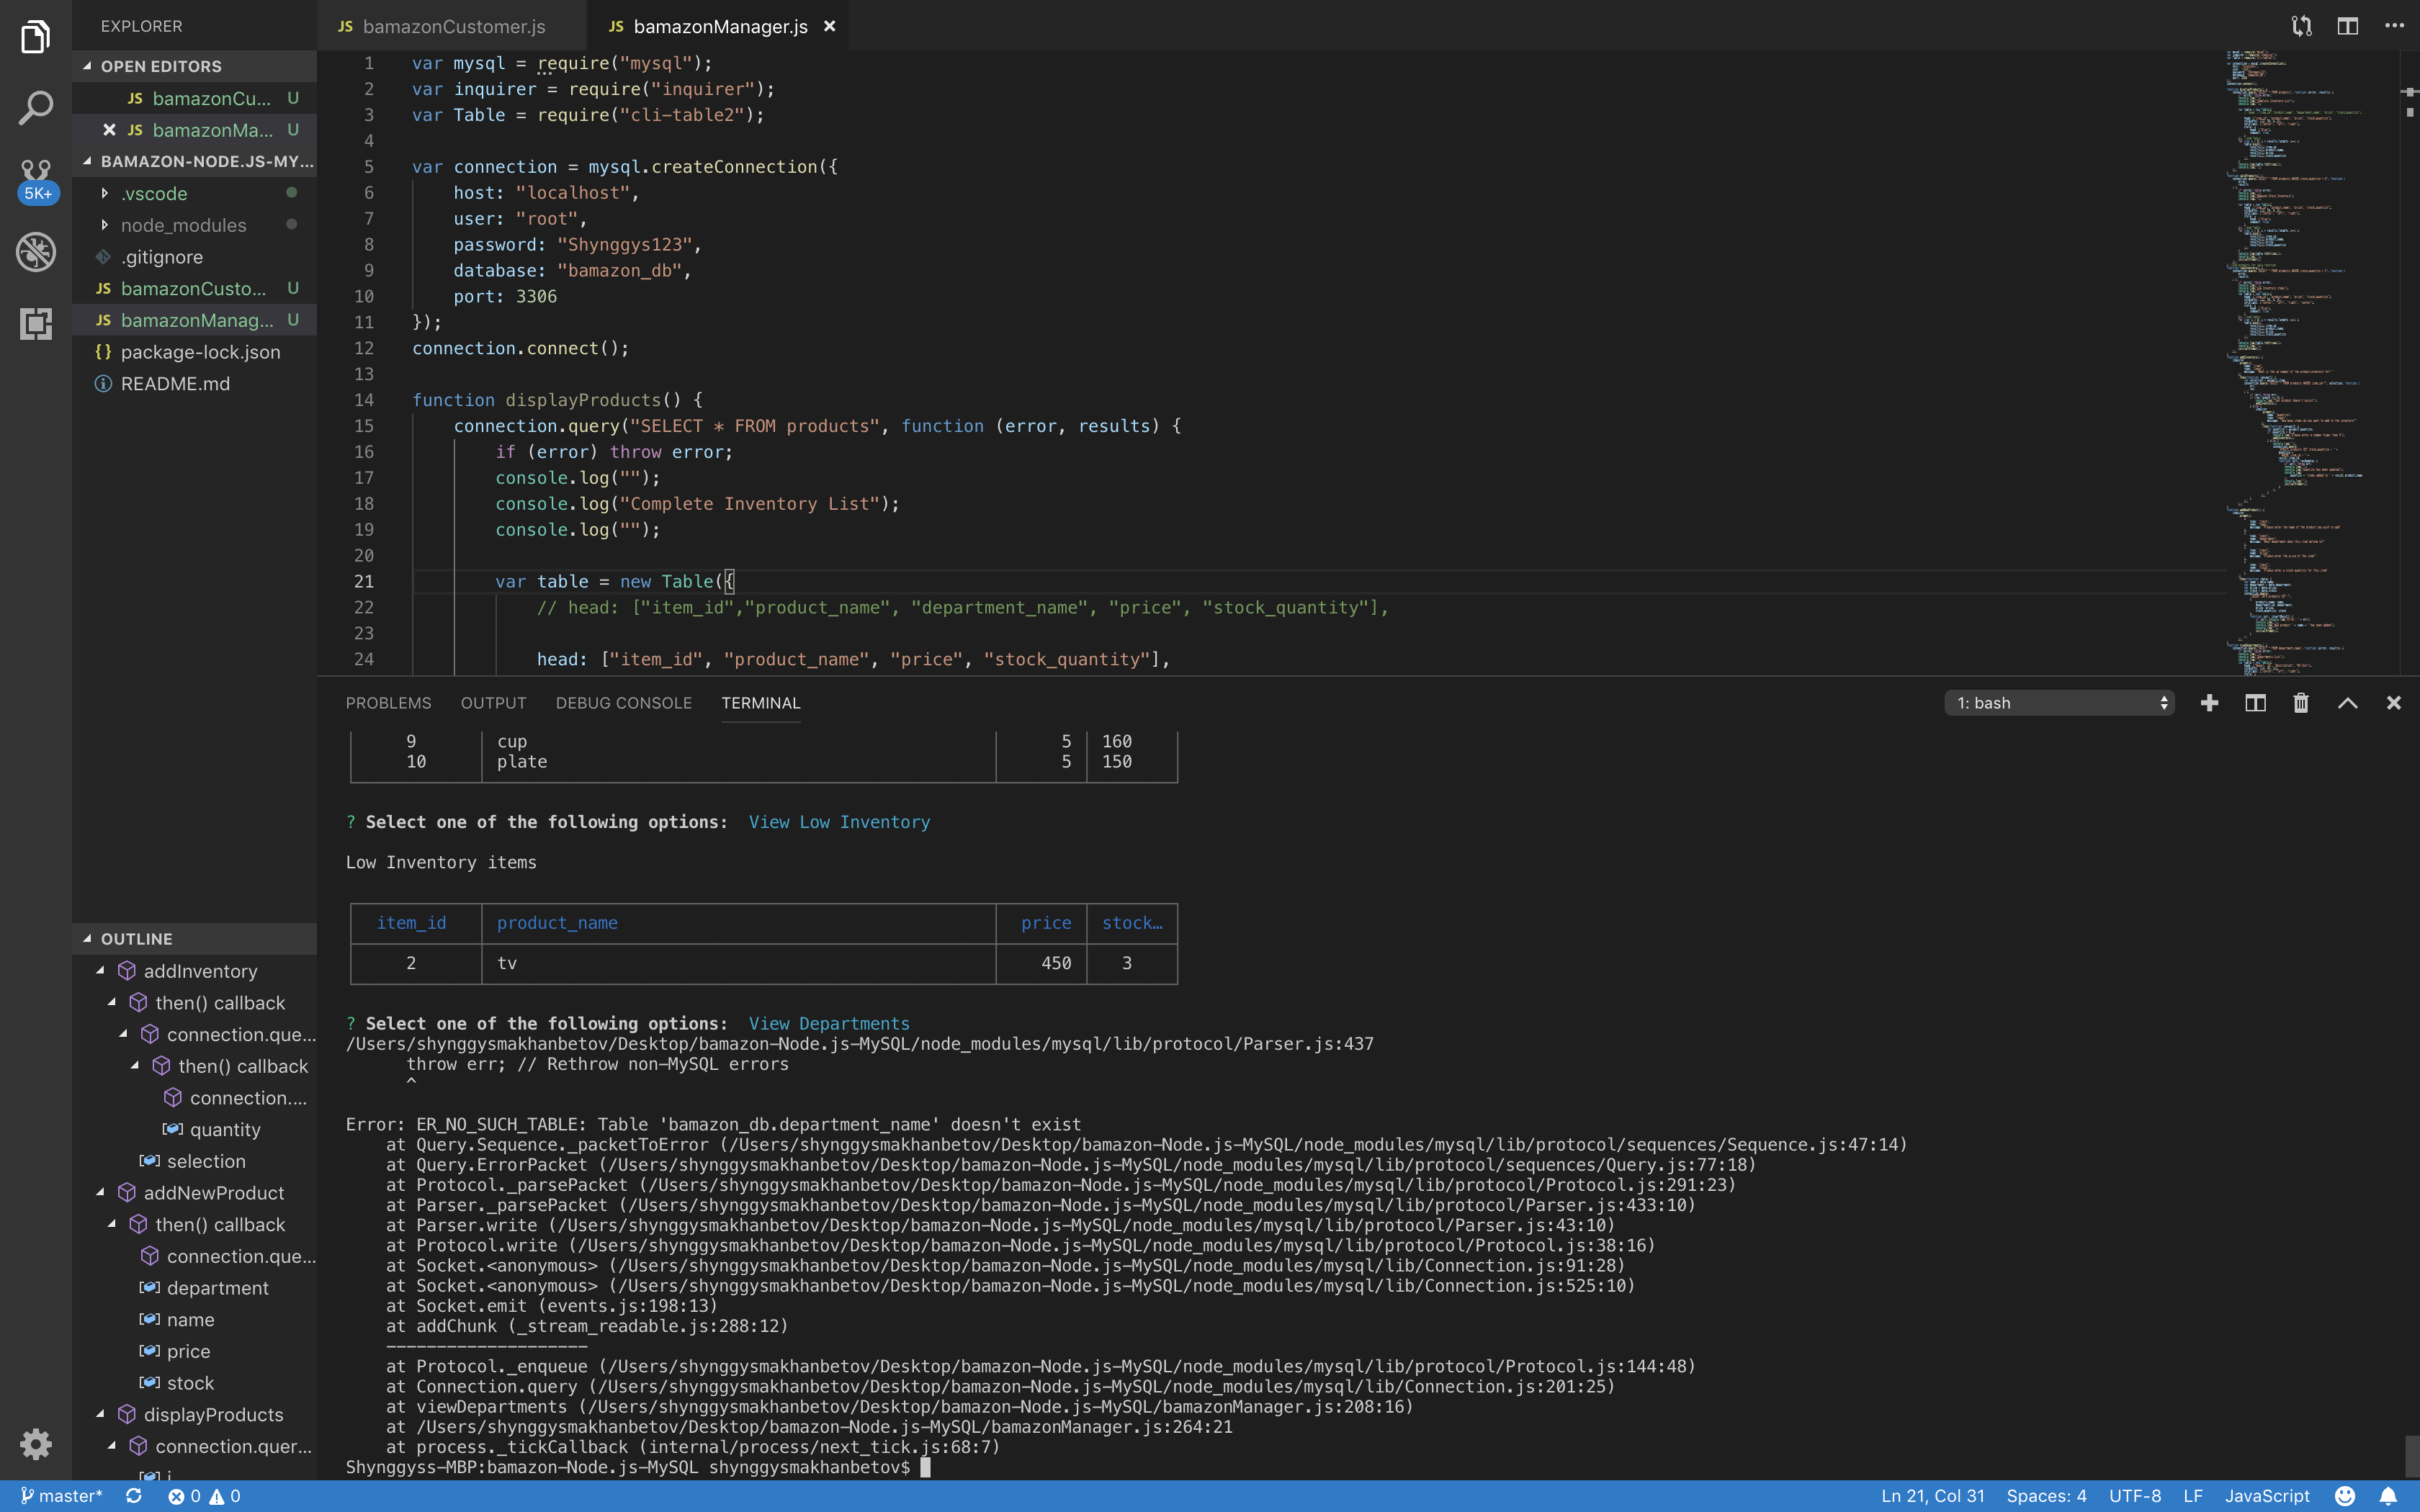 EXPLORER
JS bamazonCustomer.js
JS bamazonManager.js ×
OPEN EDITORS
JS bamazonCu... U
× JS bamazonMa... U
BAMAZON-NODE.JS-MY...
5K+
.vscode
node_modules
.gitignore
JS bamazonCusto... U
JS bamazonManag... U
{} package-lock.json
README.md
OUTLINE
addInventory
then() callback
connection.que...
then() callback
connection....
quantity
selection
addNewProduct
then() callback
connection.que...
department
name
price
stock
displayProducts
connection.quer...
i
1 var mysql = require("mysql");
2 var inquirer = require("inquirer");
3 var Table = require("cli-table2");
4
5 var connection = mysql.createConnection({
6 host: "localhost",
7 user: "root",
8 password: "Shynggys123",
9 database: "bamazon_db",
10 port: 3306
11 });
12 connection.connect();
13
14 function displayProducts() {
15 connection.query("SELECT * FROM products", function (error, results) {
16 if (error) throw error;
17 console.log("");
18 console.log("Complete Inventory List");
19 console.log("");
20
21 var table = new Table({
22 // head: ["item_id","product_name", "department_name", "price", "stock_quantity"],
23
24 head: ["item_id", "product_name", "price", "stock_quantity"],
PROBLEMS OUTPUT DEBUG CONSOLE TERMINAL 1: bash
9 cup 5 160
10 plate 5 150
? Select one of the following options: View Low Inventory
Low Inventory items
item_id product_name price stock…
2 tv 450 3
? Select one of the following options: View Departments
/Users/shynggysmakhanbetov/Desktop/bamazon-Node.js-MySQL/node_modules/mysql/lib/protocol/Parser.js:437
throw err; // Rethrow non-MySQL errors
^
Error: ER_NO_SUCH_TABLE: Table 'bamazon_db.department_name' doesn't exist
at Query.Sequence._packetToError (/Users/shynggysmakhanbetov/Desktop/bamazon-Node.js-MySQL/node_modules/mysql/lib/protocol/sequences/Sequence.js:47:14)
at Query.ErrorPacket (/Users/shynggysmakhanbetov/Desktop/bamazon-Node.js-MySQL/node_modules/mysql/lib/protocol/sequences/Query.js:77:18)
at Protocol._parsePacket (/Users/shynggysmakhanbetov/Desktop/bamazon-Node.js-MySQL/node_modules/mysql/lib/protocol/Protocol.js:291:23)
at Parser._parsePacket (/Users/shynggysmakhanbetov/Desktop/bamazon-Node.js-MySQL/node_modules/mysql/lib/protocol/Parser.js:433:10)
at Parser.write (/Users/shynggysmakhanbetov/Desktop/bamazon-Node.js-MySQL/node_modules/mysql/lib/protocol/Parser.js:43:10)
at Protocol.write (/Users/shynggysmakhanbetov/Desktop/bamazon-Node.js-MySQL/node_modules/mysql/lib/protocol/Protocol.js:38:16)
at Socket.<anonymous> (/Users/shynggysmakhanbetov/Desktop/bamazon-Node.js-MySQL/node_modules/mysql/lib/Connection.js:91:28)
at Socket.<anonymous> (/Users/shynggysmakhanbetov/Desktop/bamazon-Node.js-MySQL/node_modules/mysql/lib/Connection.js:525:10)
at Socket.emit (events.js:198:13)
at addChunk (_stream_readable.js:288:12)
--------------------
at Protocol._enqueue (/Users/shynggysmakhanbetov/Desktop/bamazon-Node.js-MySQL/node_modules/mysql/lib/protocol/Protocol.js:144:48)
at Connection.query (/Users/shynggysmakhanbetov/Desktop/bamazon-Node.js-MySQL/node_modules/mysql/lib/Connection.js:201:25)
at viewDepartments (/Users/shynggysmakhanbetov/Desktop/bamazon-Node.js-MySQL/bamazonManager.js:208:16)
at /Users/shynggysmakhanbetov/Desktop/bamazon-Node.js-MySQL/bamazonManager.js:264:21
at process._tickCallback (internal/process/next_tick.js:68:7)
Shynggyss-MBP:bamazon-Node.js-MySQL shynggysmakhanbetov$
master* 0 0 Ln 21, Col 31 Spaces: 4 UTF-8 LF JavaScript